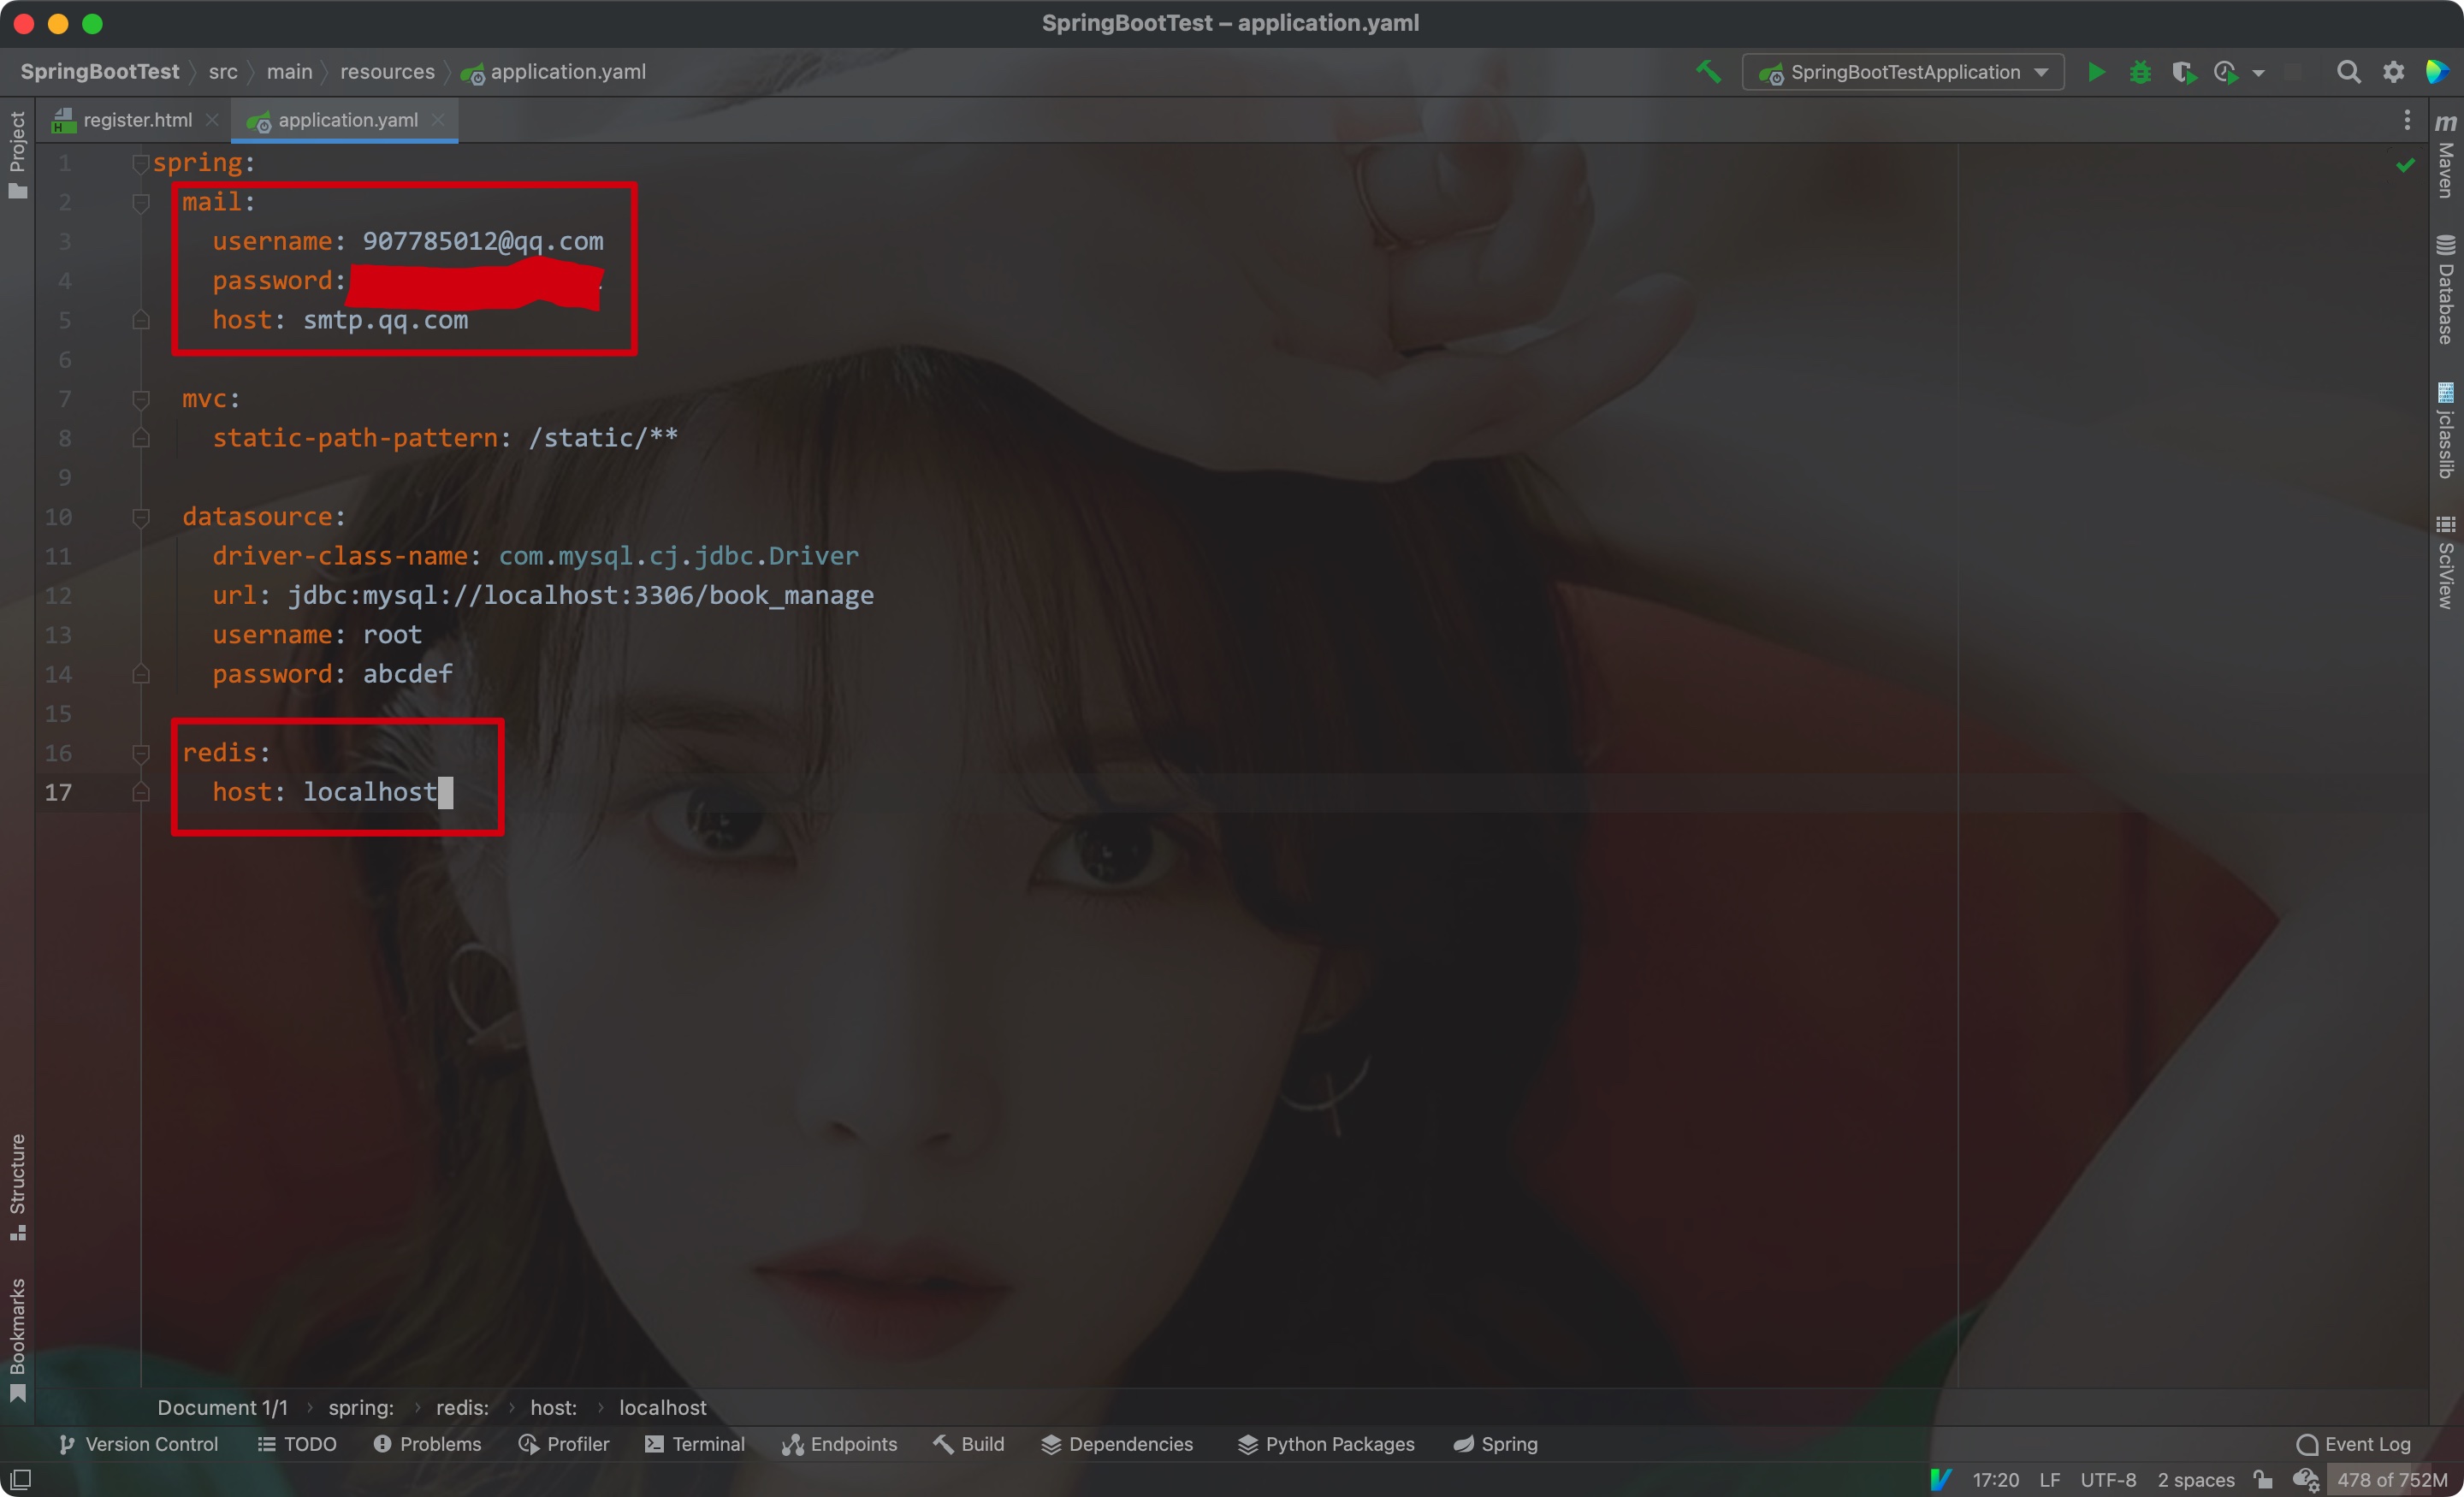 SpringBootTest – application.yaml
SpringBootTest src main resources application.yaml SpringBootTestApplication
register.html application.yaml
Project
1 spring:
2   mail:
3     username: 907785012@qq.com
4     password:
5     host: smtp.qq.com
6
7   mvc:
8     static-path-pattern: /static/**
9
10   datasource:
11     driver-class-name: com.mysql.cj.jdbc.Driver
12     url: jdbc:mysql://localhost:3306/book_manage
13     username: root
14     password: abcdef
15
16   redis:
17     host: localhost
Structure
Bookmarks
m Maven
Database
jclasslib
SciView
Document 1/1 › spring: › redis: › host: › localhost
Version Control TODO Problems Profiler Terminal Endpoints Build Dependencies Python Packages Spring Event Log
17:20 LF UTF-8 2 spaces 478 of 752M